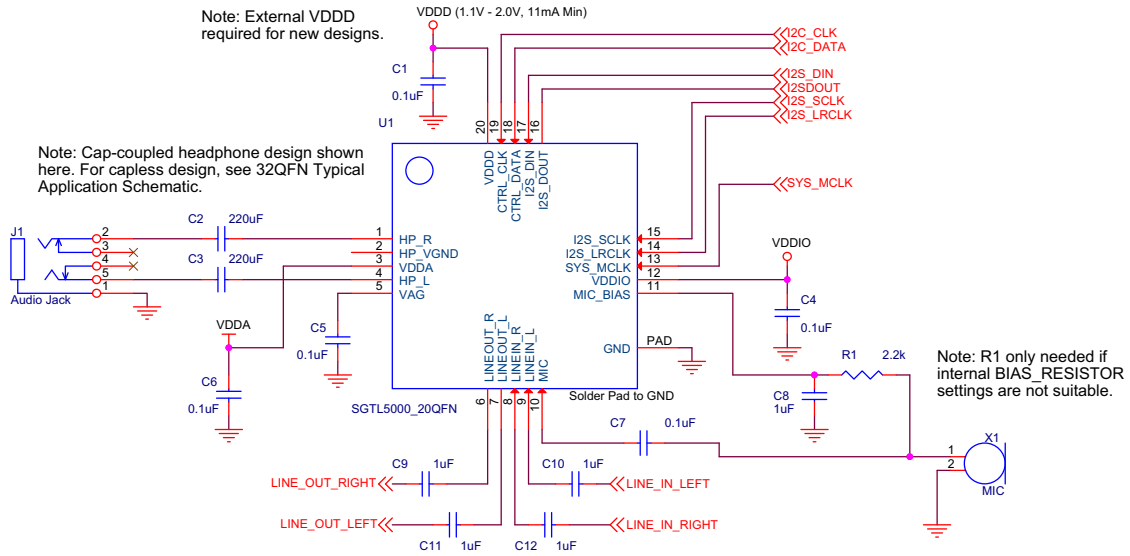 Note: External VDDD
required for new designs.
VDDD (1.1V - 2.0V, 11mA Min)
I2C_CLK
I2C_DATA
I2S_DIN
I2SDOUT
I2S_SCLK
I2S_LRCLK
SYS_MCLK
C1
0.1uF
U1
20
19
18
17
16
VDDD
CTRL_CLK
CTRL_DATA
I2S_DIN
I2S_DOUT
Note: Cap-coupled headphone design shown
here. For capless design, see 32QFN Typical
Application Schematic.
J1
2
3
4
5
1
Audio Jack
C2
220uF
C3
220uF
1
2
3
4
5
HP_R
HP_VGND
VDDA
HP_L
VAG
I2S_SCLK
I2S_LRCLK
SYS_MCLK
VDDIO
MIC_BIAS
15
14
13
12
11
VDDIO
C4
0.1uF
VDDA
C6
0.1uF
C5
0.1uF
GND
PAD
Solder Pad to GND
LINEOUT_R
LINEOUT_L
LINEIN_R
LINEIN_L
MIC
6
7
8
9
10
SGTL5000_20QFN
R1
2.2k
C8
1uF
Note: R1 only needed if
internal BIAS_RESISTOR
settings are not suitable.
C7
0.1uF
X1
1
2
MIC
C9
1uF
LINE_OUT_RIGHT
C10
1uF
LINE_IN_LEFT
LINE_OUT_LEFT
C11
1uF
C12
1uF
LINE_IN_RIGHT